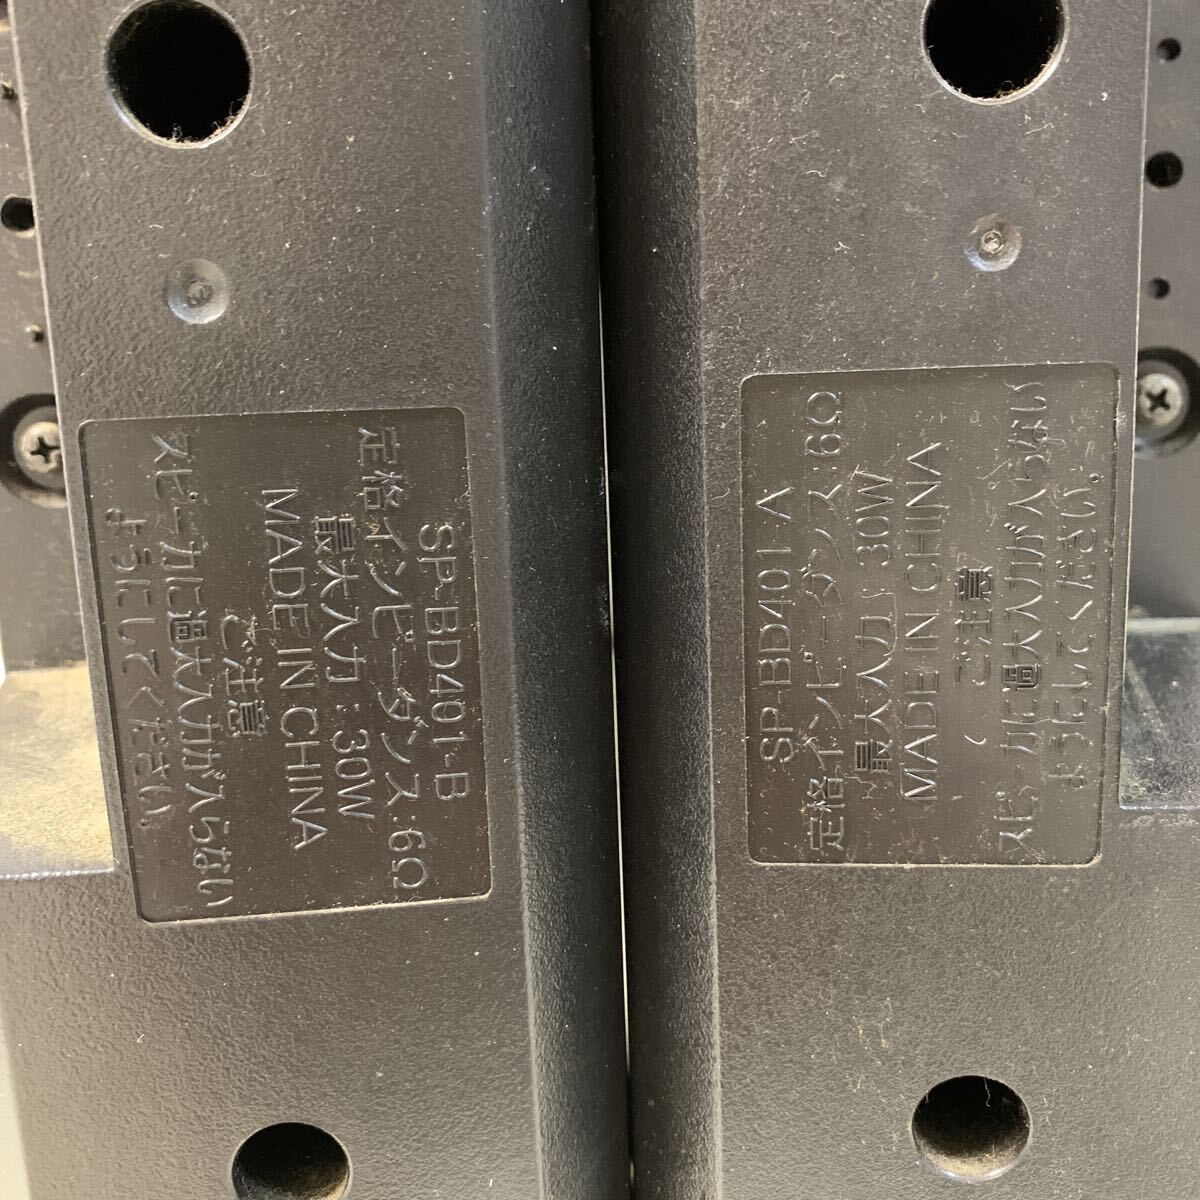 SP-BD401-B
定格インピーダンス:6Ω
最大入力:30W
MADE IN CHINA
ご注意
スピーカに過大入力が入らない
ようにしてください。
SP-BD401-A
定格インピーダンス:6Ω
最大入力:30W
MADE IN CHINA
ご注意
スピーカに過大入力が入らない
ようにしてください。